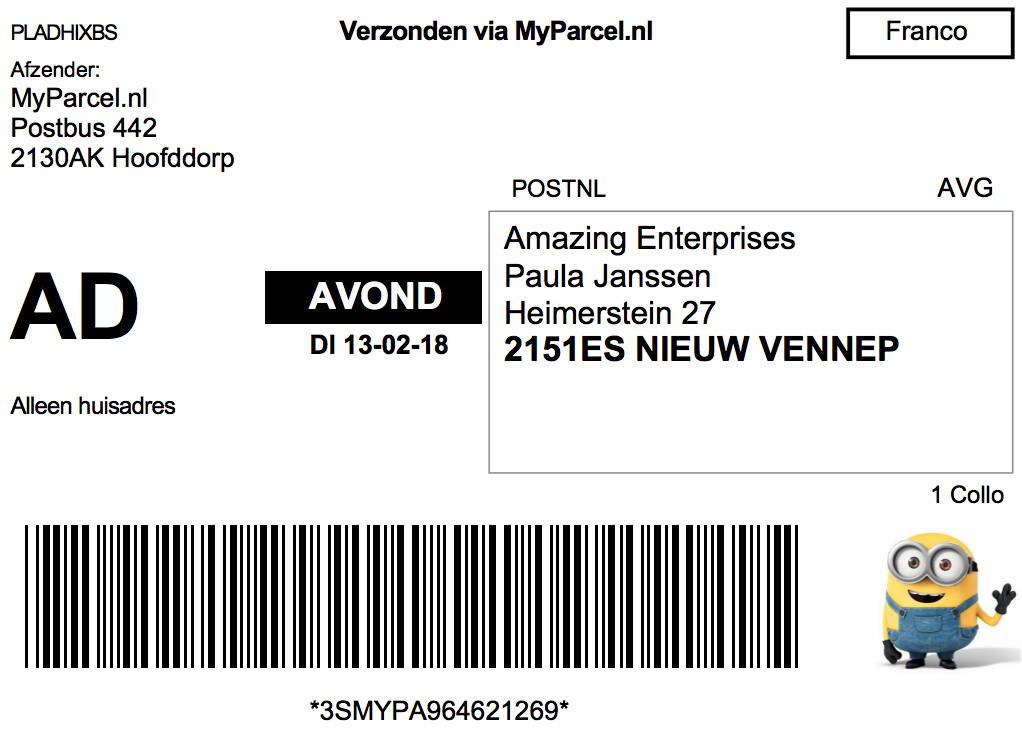 PLADHIXBS
Verzonden via MyParcel.nl
Franco
Afzender:
MyParcel.nl
Postbus 442
2130AK Hoofddorp
POSTNL
AVG
Amazing Enterprises
Paula Janssen
Heimerstein 27
2151ES NIEUW VENNEP
AD
AVOND
DI 13-02-18
Alleen huisadres
1 Collo
*3SMYPA964621269*